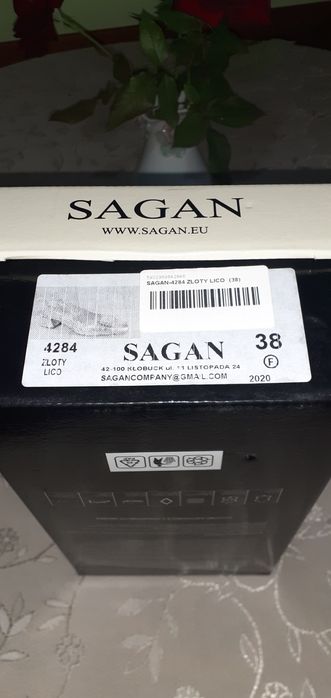 SAGAN
WWW.SAGAN.EU
SAGAN-4284 ZLOTY LICO (38)
4284
ZLOTY
LICO
SAGAN
42-100 KŁOBUCK ul. 11 LISTOPADA 24
SAGANCOMPANY@GMAIL.COM
38
F
2020